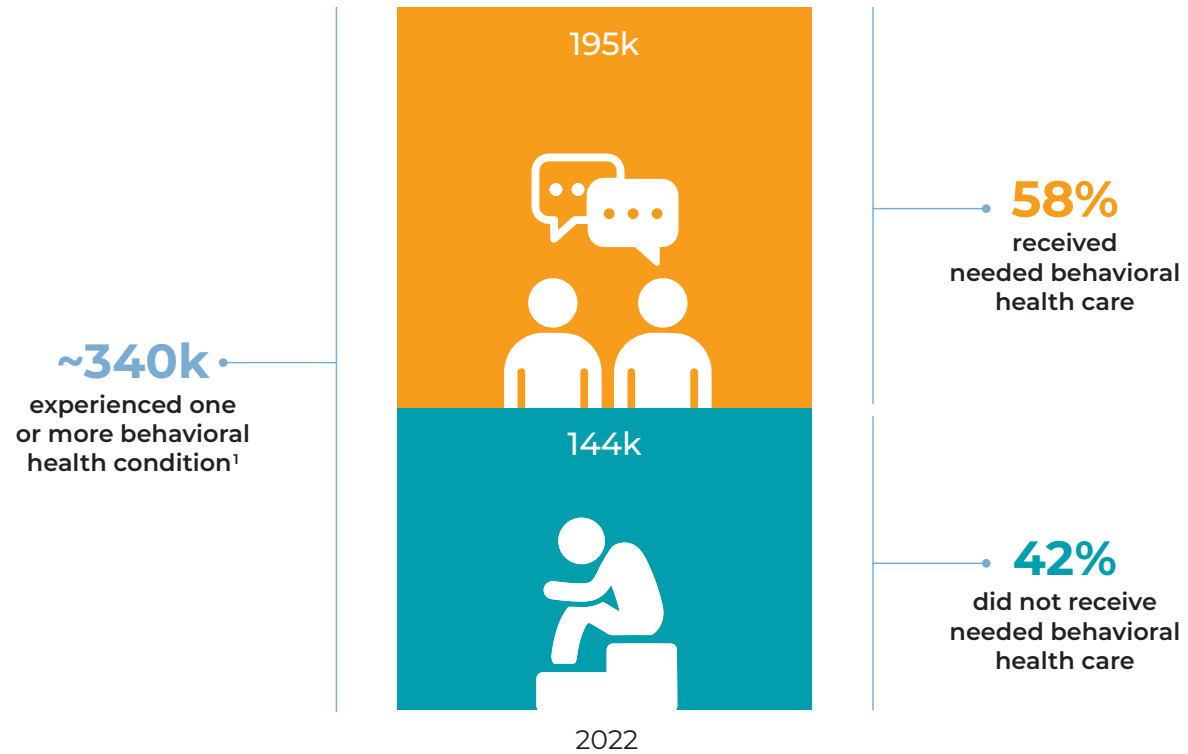 195k
58%
received
needed behavioral
health care
~340k
experienced one
or more behavioral
health condition¹
144k
42%
did not receive
needed behavioral
health care
2022